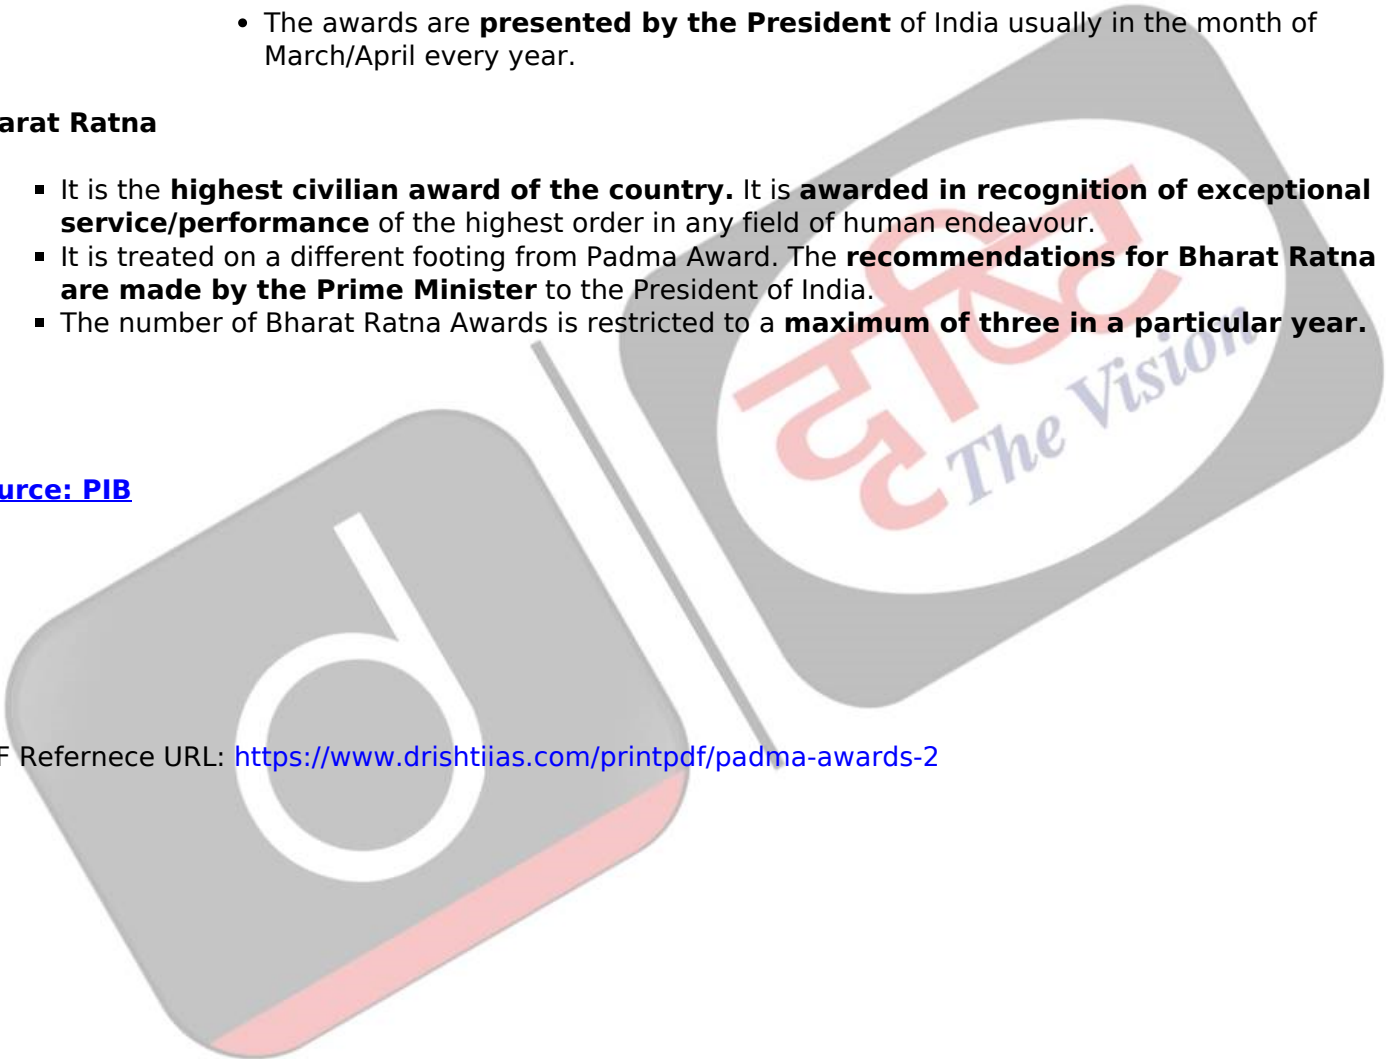 • The awards are presented by the President of India usually in the month of
March/April every year.
arat Ratna
▪ It is the highest civilian award of the country. It is awarded in recognition of exceptional
service/performance of the highest order in any field of human endeavour.
▪ It is treated on a different footing from Padma Award. The recommendations for Bharat Ratna
are made by the Prime Minister to the President of India.
▪ The number of Bharat Ratna Awards is restricted to a maximum of three in a particular year.
दृष्टि
The Vision
urce: PIB
d
F Refernece URL: https://www.drishtiias.com/printpdf/padma-awards-2